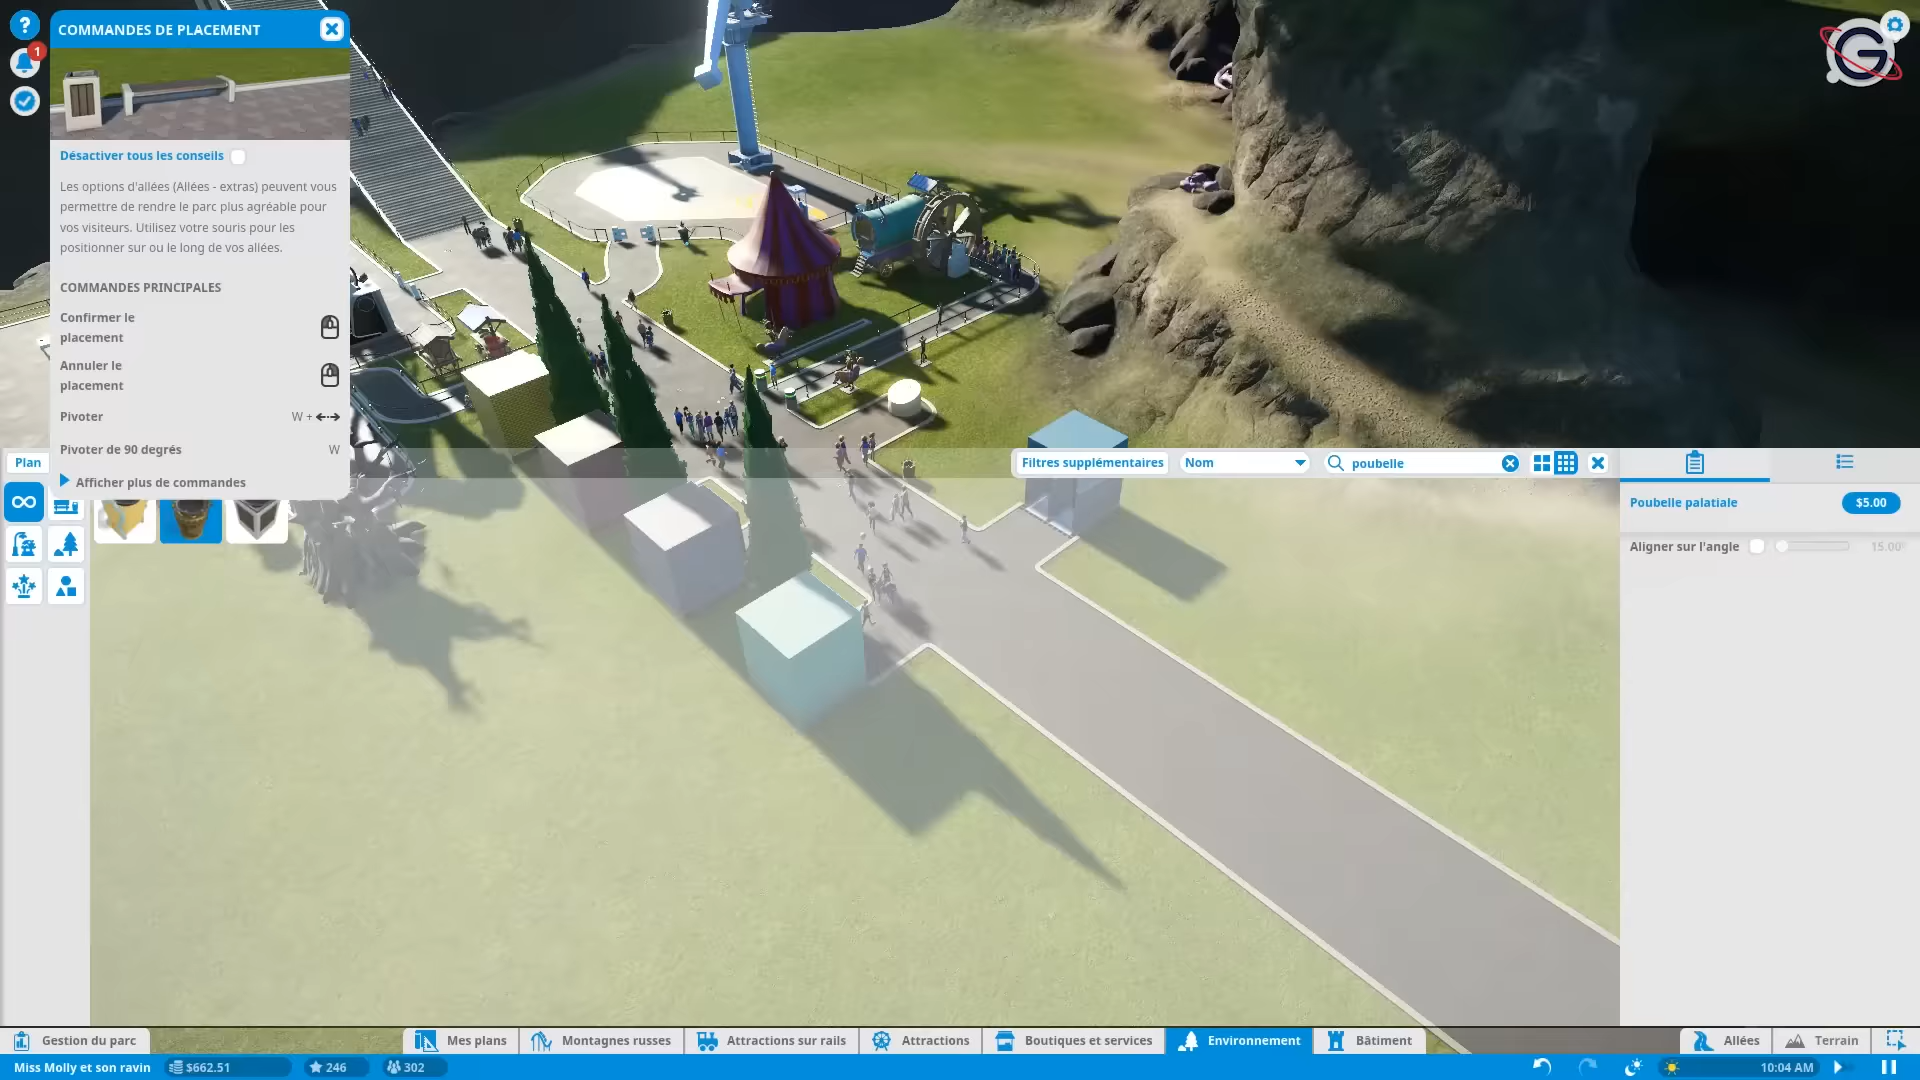 COMMANDES DE PLACEMENT
1
Désactiver tous les conseils
Les options d'allées (Allées - extras) peuvent vous
permettre de rendre le parc plus agréable pour
vos visiteurs. Utilisez votre souris pour les
positionner sur ou le long de vos allées.
COMMANDES PRINCIPALES
Confirmer le
placement
Annuler le
placement
Pivoter W +
Pivoter de 90 degrés W
Afficher plus de commandes
Plan
Filtres supplémentaires
Nom
poubelle
Poubelle palatiale
$5.00
Aligner sur l'angle
15.00°
Gestion du parc
Mes plans
Montagnes russes
Attractions sur rails
Attractions
Boutiques et services
Environnement
Bâtiment
Allées
Terrain
Miss Molly et son ravin
$662.51
246
302
10:04 AM